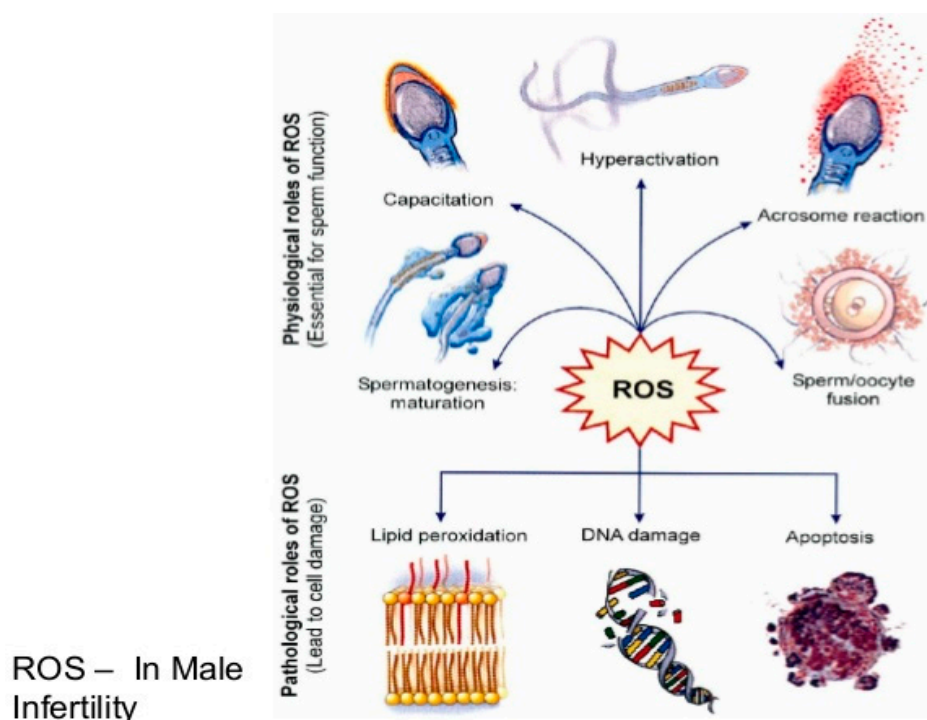 Physiological roles of ROS
(Essential for sperm function)
Capacitation
Hyperactivation
Acrosome reaction
Spermatogenesis:
maturation
ROS
Sperm/oocyte
fusion
Pathological roles of ROS
(Lead to cell damage)
Lipid peroxidation
DNA damage
Apoptosis
ROS – In Male
Infertility